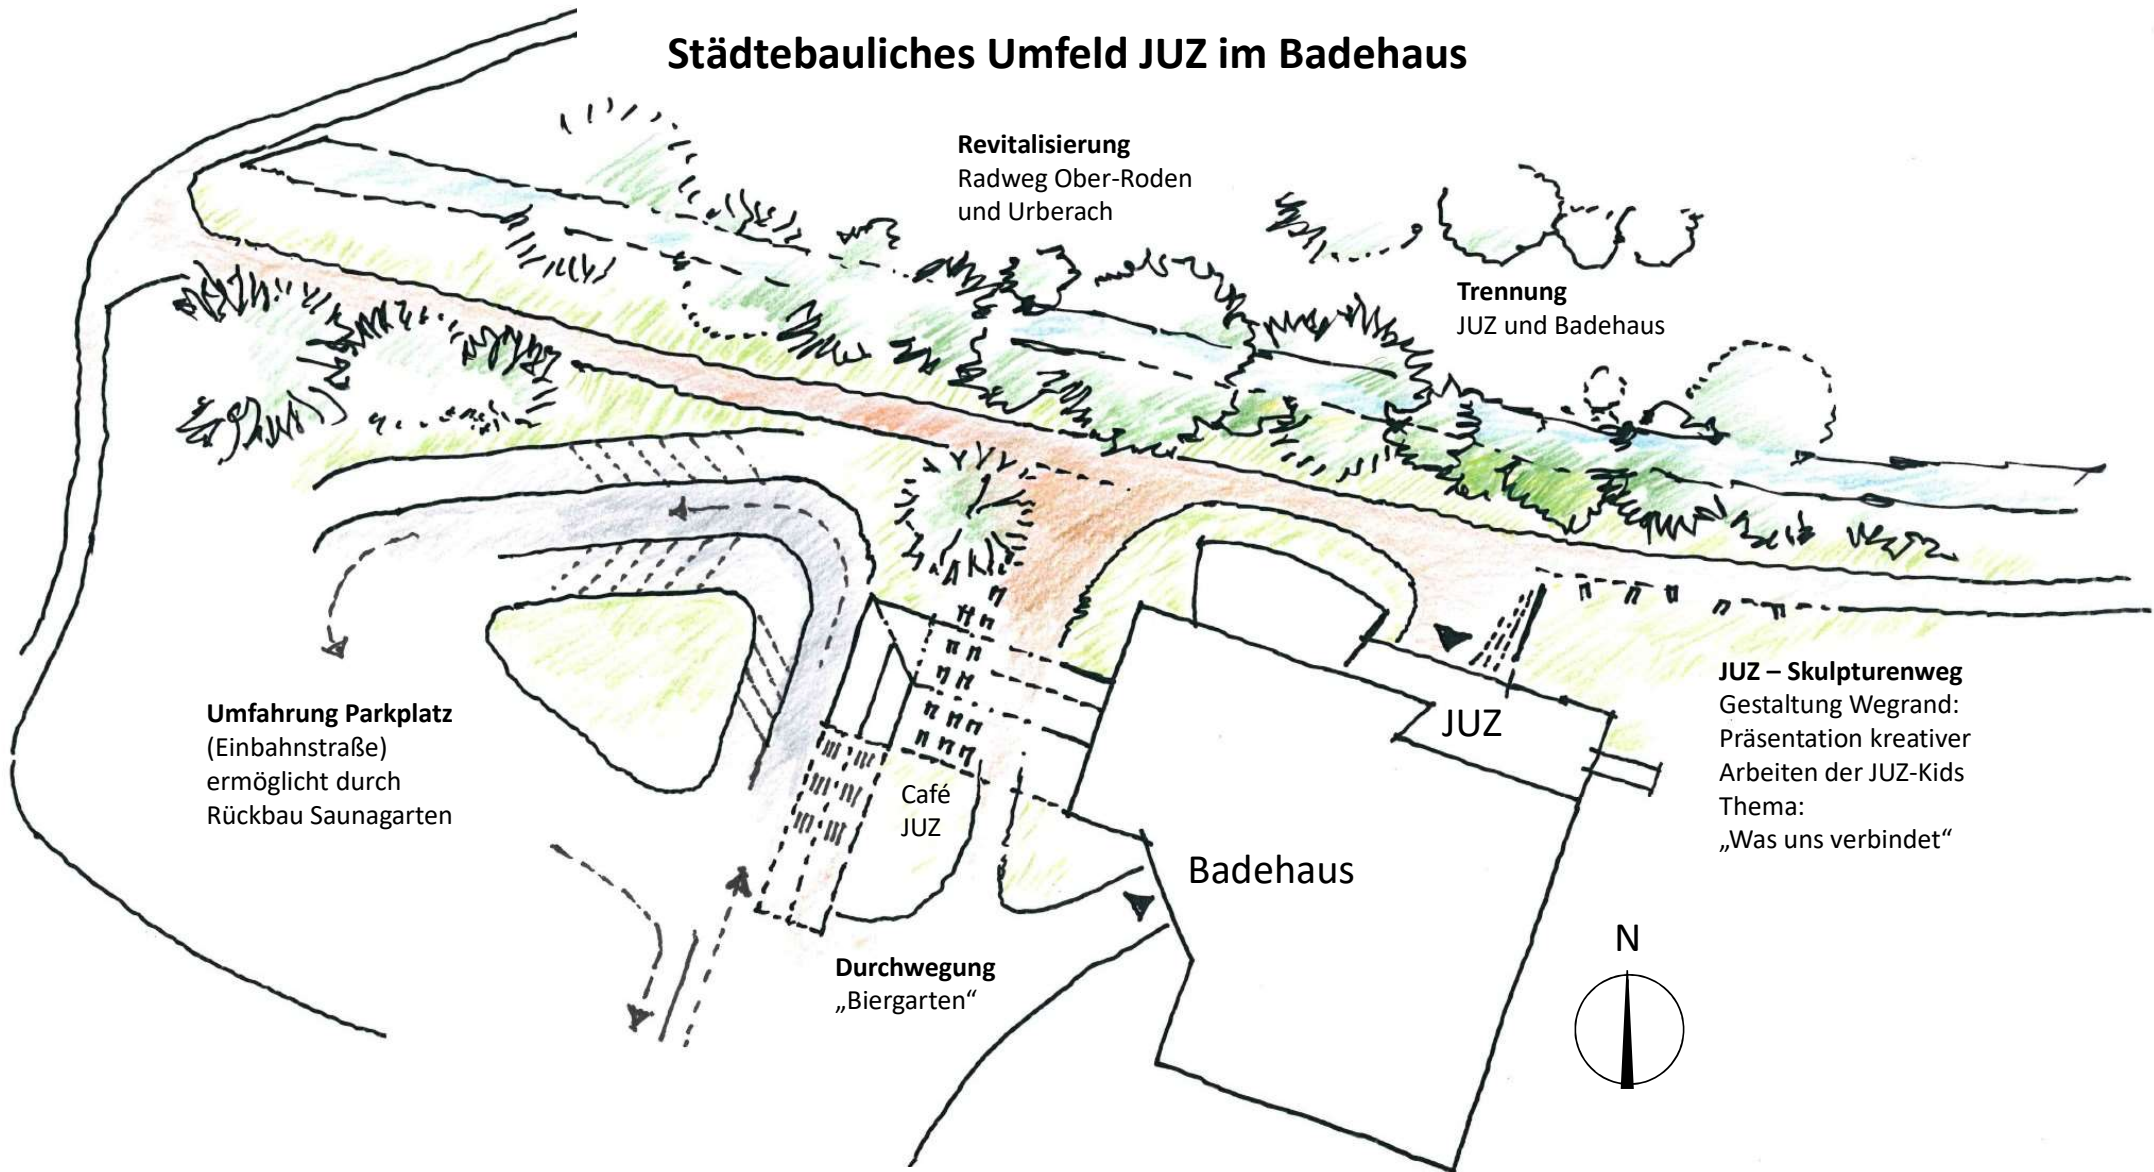 Städtebauliches Umfeld JUZ im Badehaus
Revitalisierung
Radweg Ober-Roden
und Urberach
Trennung
JUZ und Badehaus
Umfahrung Parkplatz
(Einbahnstraße)
ermöglicht durch
Rückbau Saunagarten
JUZ – Skulpturenweg
Gestaltung Wegrand:
Präsentation kreativer
Arbeiten der JUZ-Kids
Thema:
„Was uns verbindet“
JUZ
Café
JUZ
Badehaus
Durchwegung
„Biergarten“
N